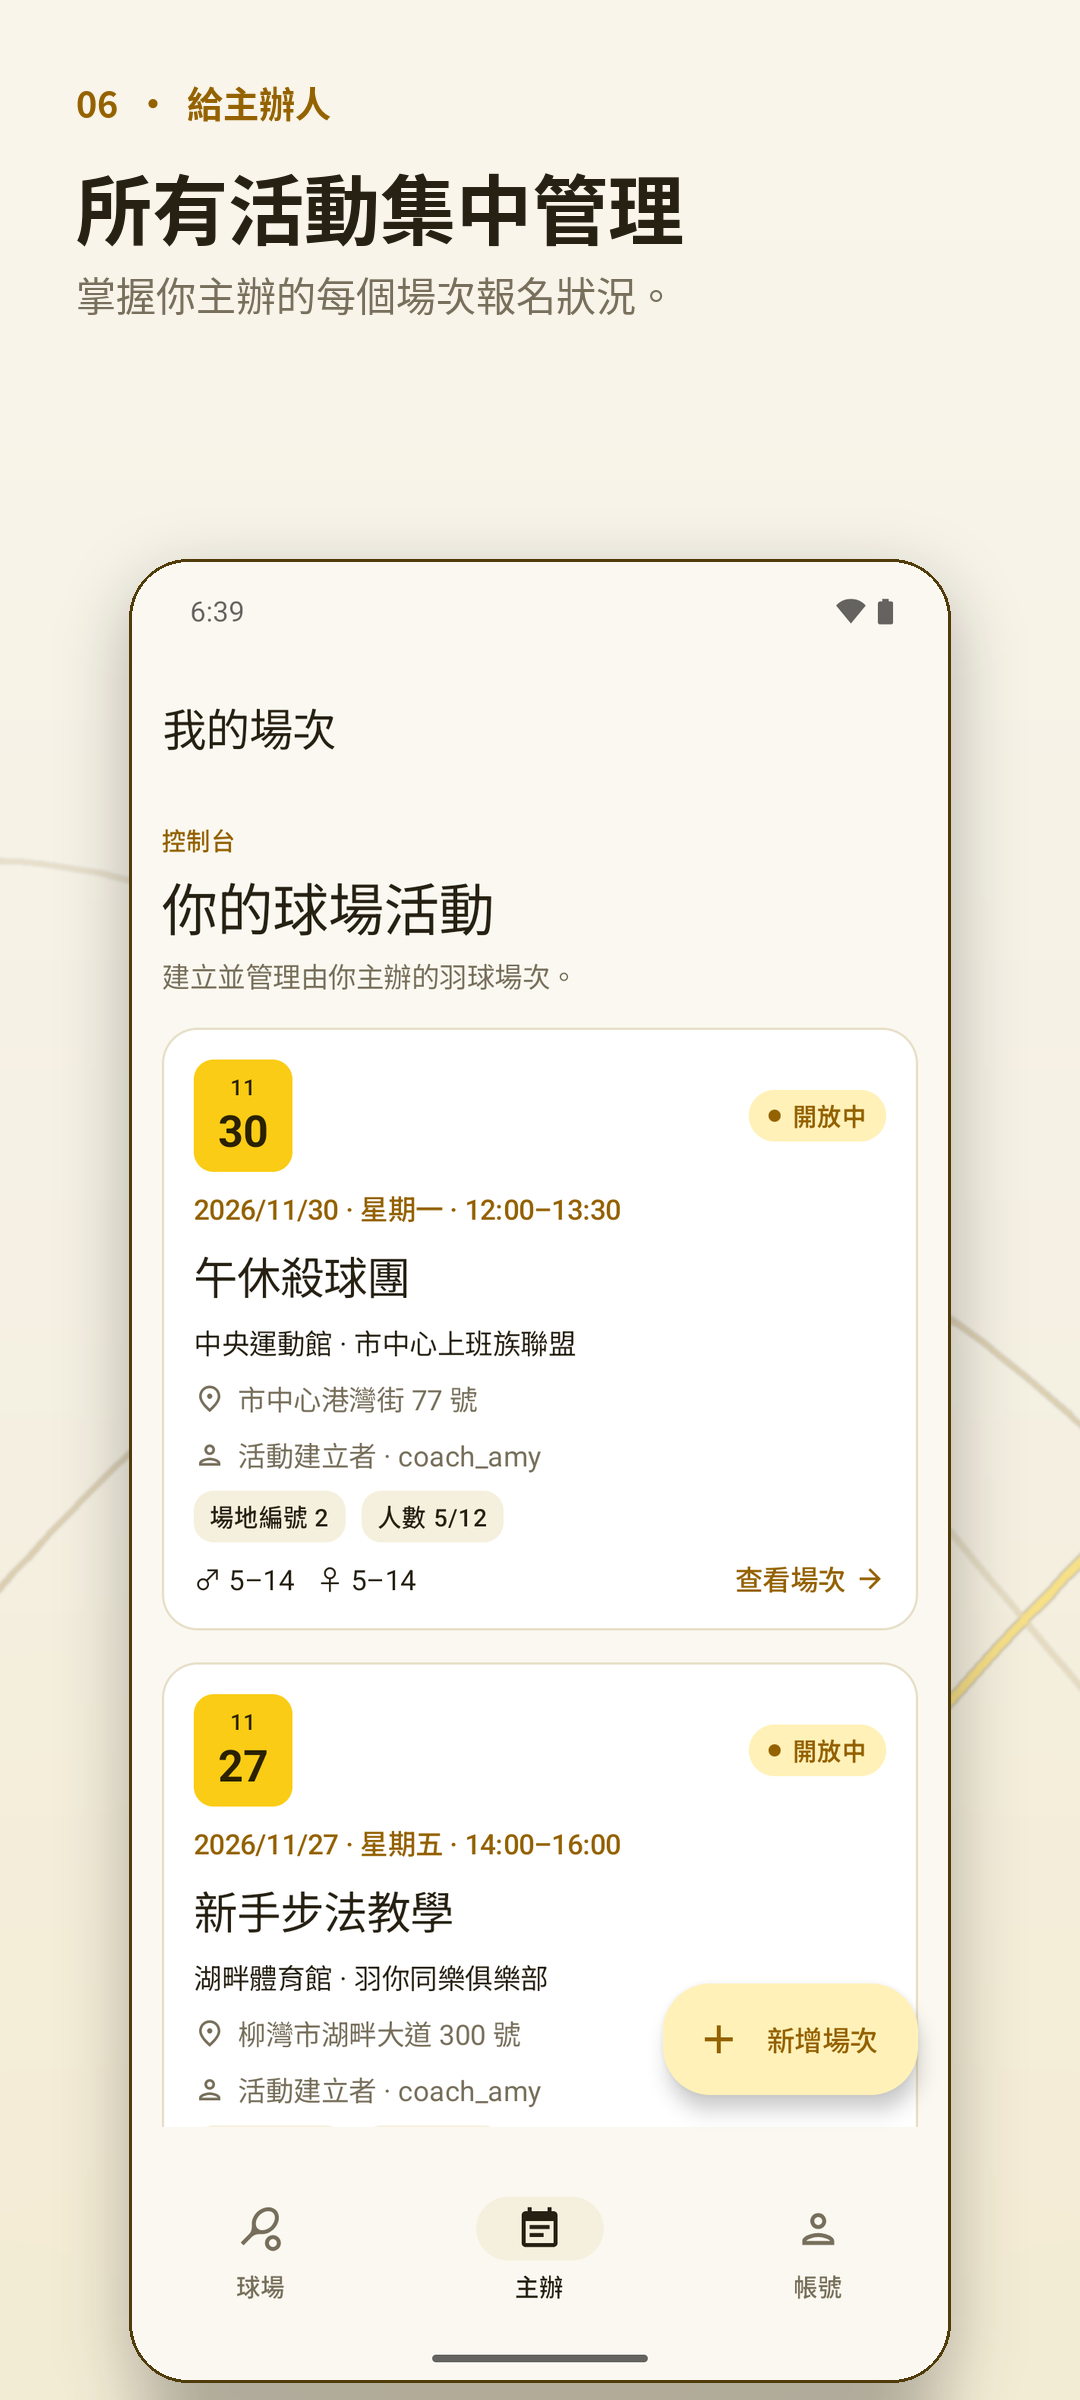 06 • 給主辦人
所有活動集中管理
掌握你主辦的每個場次報名狀況。
6:39
我的場次
控制台
你的球場活動
建立並管理由你主辦的羽球場次。
11
30
開放中
2026/11/30 · 星期一 · 12:00–13:30
午休殺球團
中央運動館 · 市中心上班族聯盟
市中心港灣街 77 號
活動建立者 · coach_amy
場地編號 2
人數 5/12
♂ 5–14 ♀ 5–14
查看場次 →
11
27
開放中
2026/11/27 · 星期五 · 14:00–16:00
新手步法教學
湖畔體育館 · 羽你同樂俱樂部
柳灣市湖畔大道 300 號
活動建立者 · coach_amy
+ 新增場次
球場
主辦
帳號